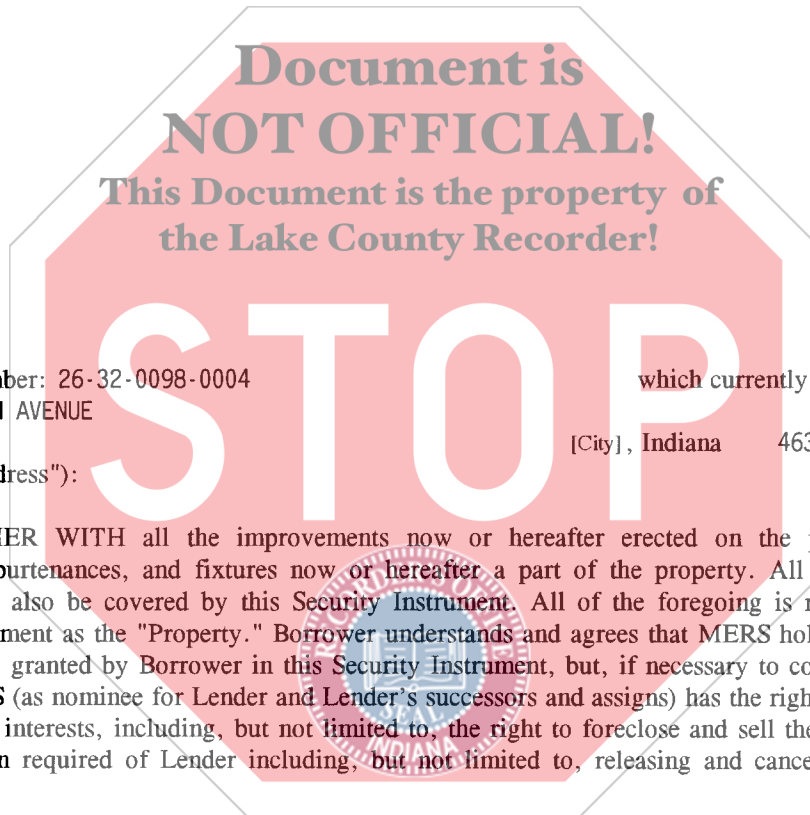 Document is
NOT OFFICIAL!
This Document is the property of
the Lake County Recorder!
STOP
ber: 26-32-0098-0004 which currently
AVENUE
[City], Indiana 463
dress"):
ER WITH all the improvements now or hereafter erected on the
purtenances, and fixtures now or hereafter a part of the property. All
also be covered by this Security Instrument. All of the foregoing is
ment as the "Property." Borrower understands and agrees that MERS hol
granted by Borrower in this Security Instrument, but, if necessary to co
S (as nominee for Lender and Lender's successors and assigns) has the righ
interests, including, but not limited to, the right to foreclose and sell the
n required of Lender including, but not limited to, releasing and cance
SEAL
INDIANA